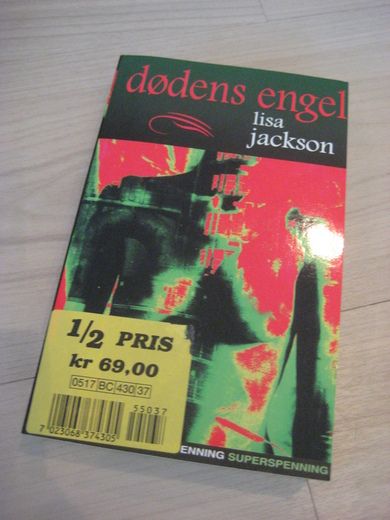 dødens engel
lisa
jackson
1/2 PRIS
kr 69,00
0517 BC 430 37
55037
7 023068 374305
ENNING SUPERSPENNING